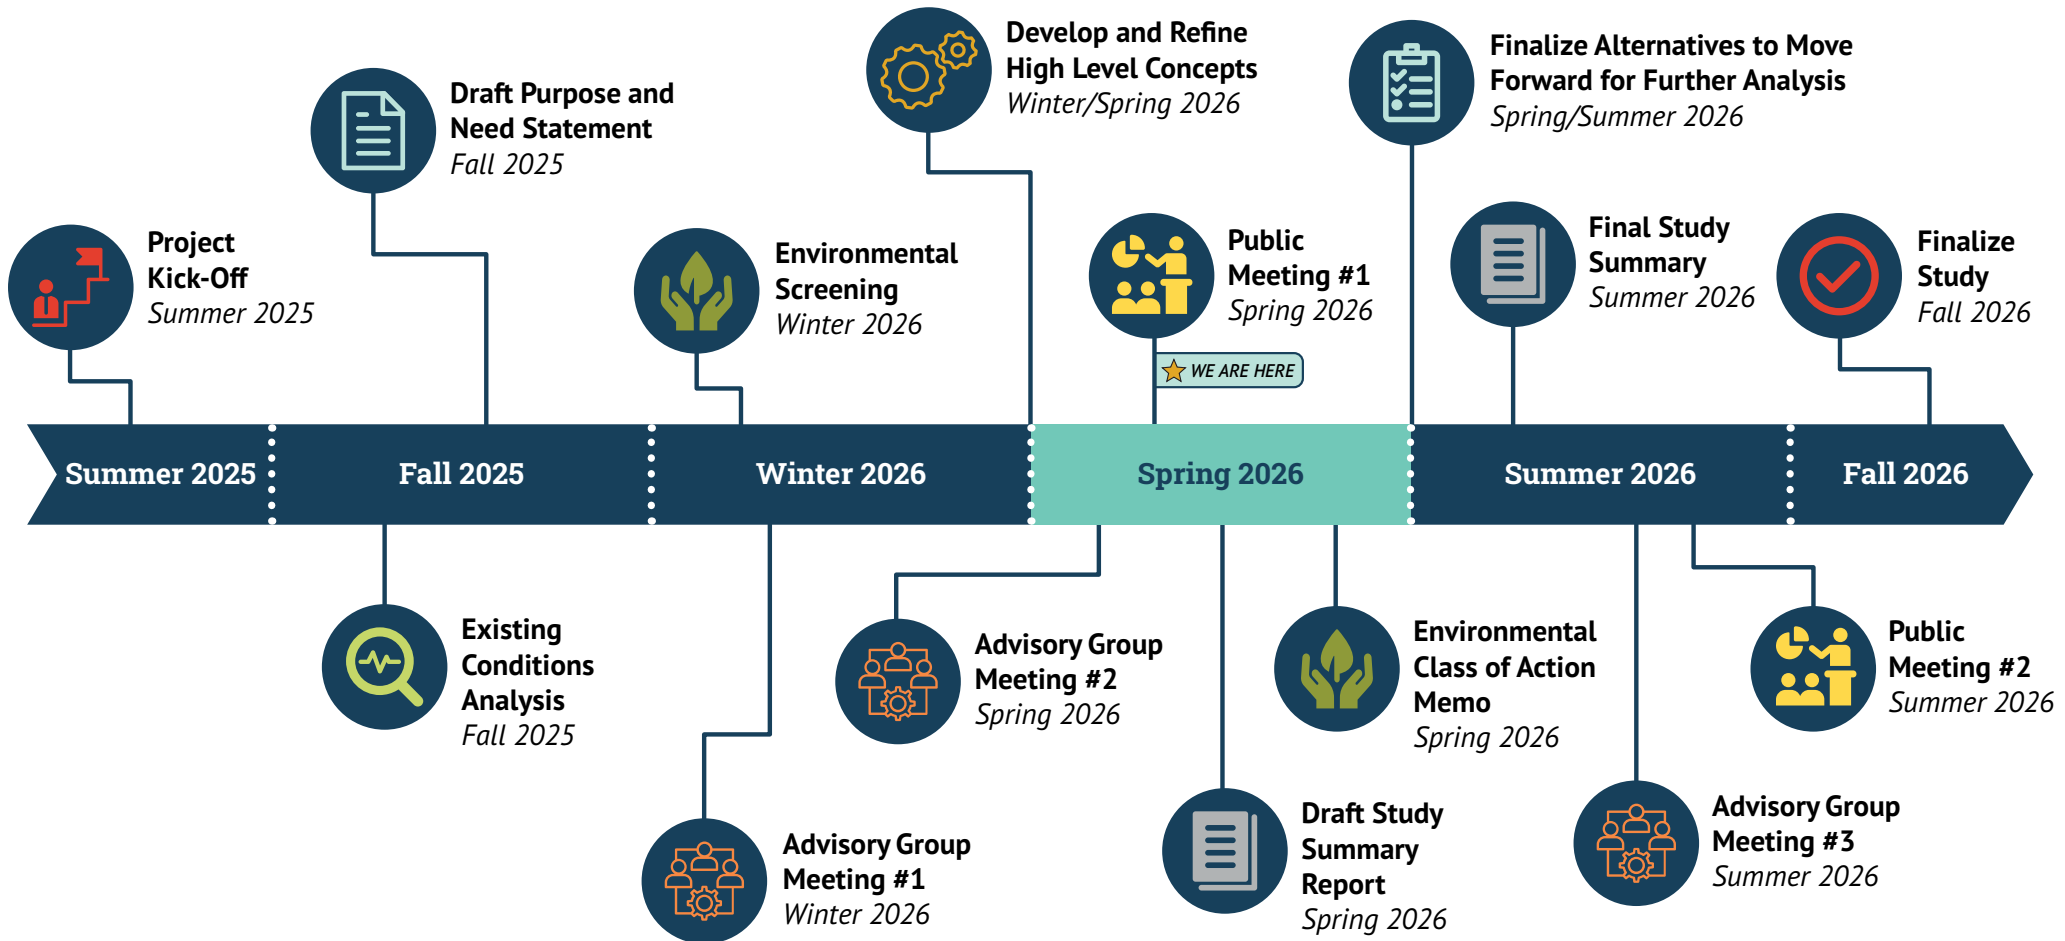 Develop and Refine
High Level Concepts
Winter/Spring 2026
Finalize Alternatives to Move
Forward for Further Analysis
Spring/Summer 2026
Draft Purpose and
Need Statement
Fall 2025
Project
Kick-Off
Summer 2025
Environmental
Screening
Winter 2026
Public
Meeting #1
Spring 2026
WE ARE HERE
Final Study
Summary
Summer 2026
Finalize
Study
Fall 2026
Summer 2025
Fall 2025
Winter 2026
Spring 2026
Summer 2026
Fall 2026
Existing
Conditions
Analysis
Fall 2025
Advisory Group
Meeting #1
Winter 2026
Advisory Group
Meeting #2
Spring 2026
Draft Study
Summary
Report
Spring 2026
Environmental
Class of Action
Memo
Spring 2026
Advisory Group
Meeting #3
Summer 2026
Public
Meeting #2
Summer 2026